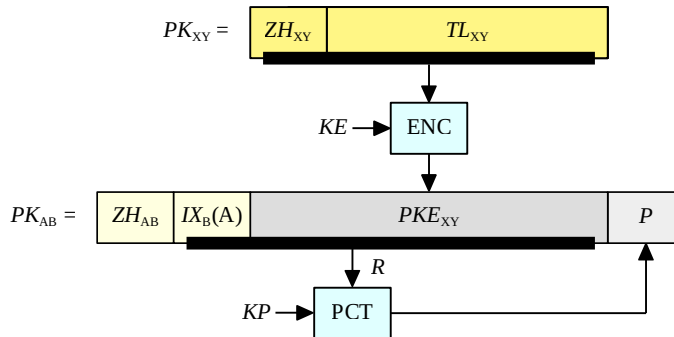 PK_XY = ZH_XY TL_XY
KE ENC
PK_AB = ZH_AB IX_B(A) PKE_XY P
R
KP PCT